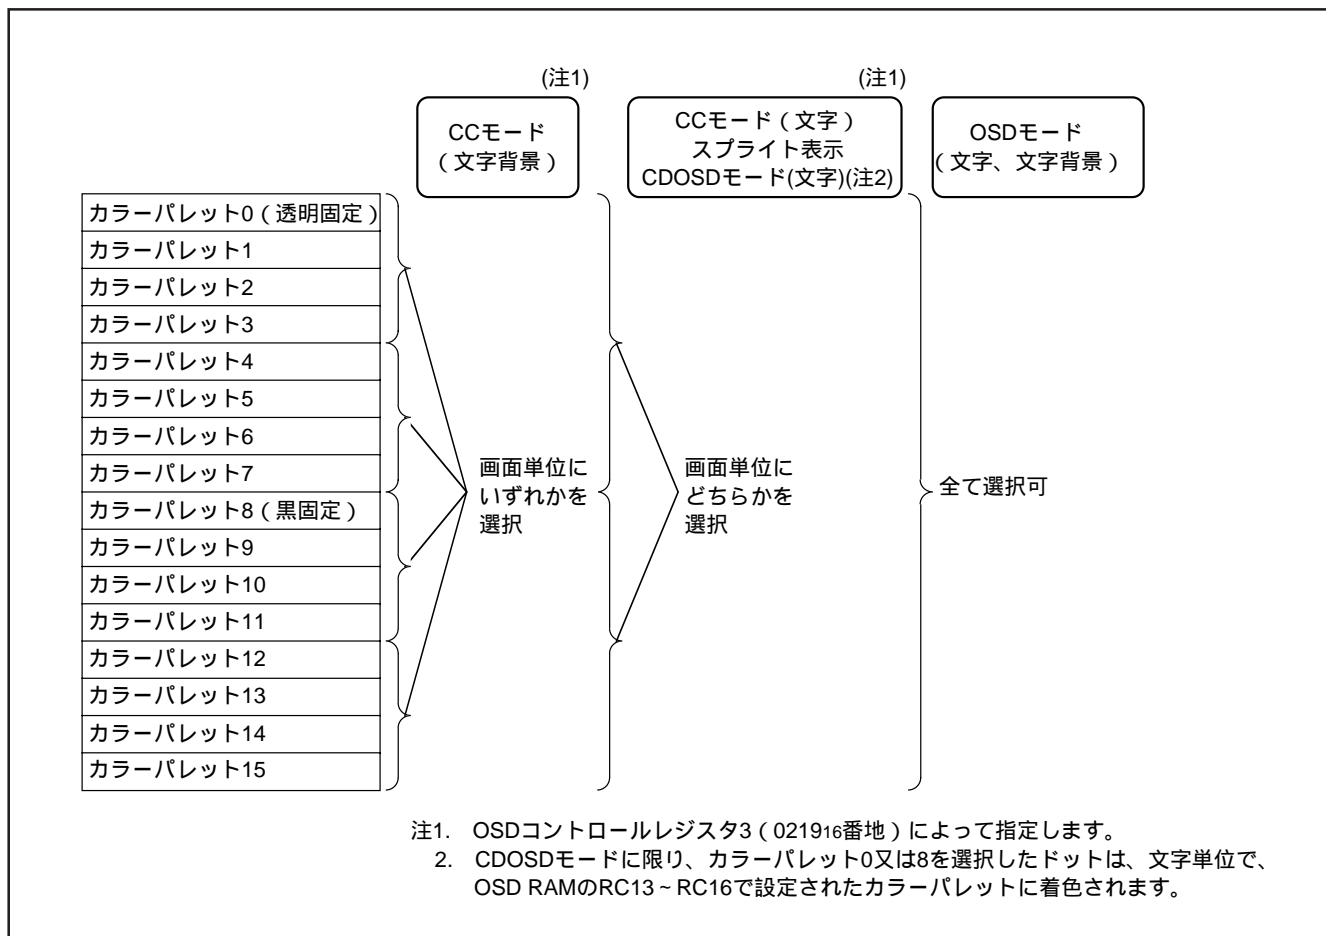 (注1)
(注1)
CCモード
(文字背景)
CCモード(文字)
スプライト表示
CDOSDモード(文字)(注2)
OSDモード
(文字、文字背景)
カラーパレット0(透明固定)
カラーパレット1
カラーパレット2
カラーパレット3
カラーパレット4
カラーパレット5
カラーパレット6
カラーパレット7
カラーパレット8(黒固定)
カラーパレット9
カラーパレット10
カラーパレット11
カラーパレット12
カラーパレット13
カラーパレット14
カラーパレット15
画面単位に
いずれかを
選択
画面単位に
どちらかを
選択
全て選択可
注1. OSDコントロールレジスタ3(021916番地)によって指定します。
2. CDOSDモードに限り、カラーパレット0又は8を選択したドットは、文字単位で、
OSD RAMのRC13~RC16で設定されたカラーパレットに着色されます。